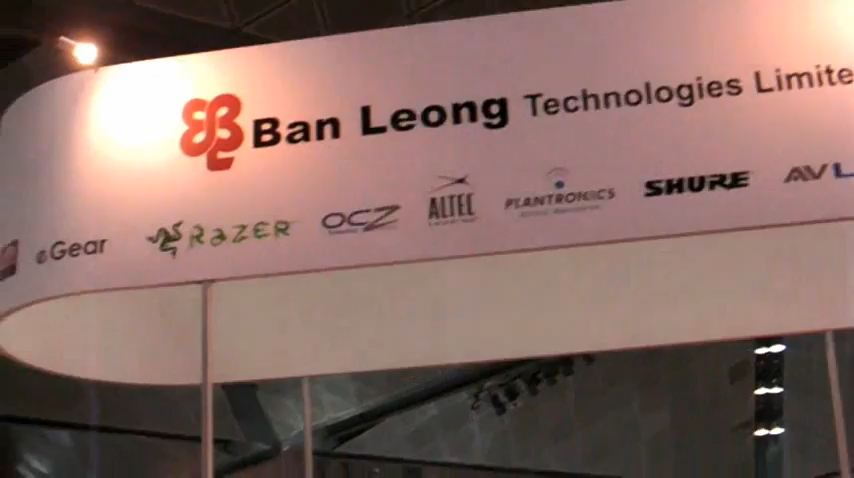 Ban Leong Technologies Limite
eGear RAZER OCZ ALTEC PLANTRONICS SHURE AVL